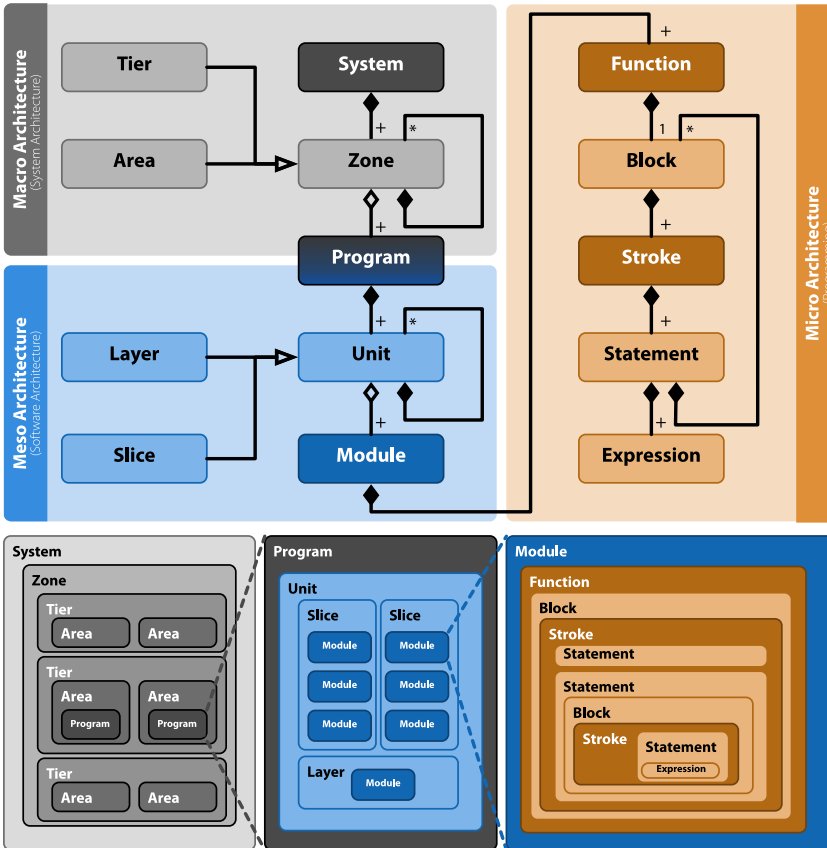 Macro Architecture
(System Architecture)
Tier
System
+
Area
+
*
Zone
+
Program
Meso Architecture
(Software Architecture)
+
*
Layer
Unit
+
Slice
Module
Micro Architecture
+
Function
1
*
Block
+
Stroke
+
Statement
+
Expression
System
Zone
Tier
Area
Area
Tier
Area
Area
Program
Program
Tier
Area
Area
Program
Unit
Slice
Slice
Module
Module
Module
Module
Module
Module
Layer
Module
Module
Function
Block
Stroke
Statement
Statement
Block
Stroke
Statement
Expression